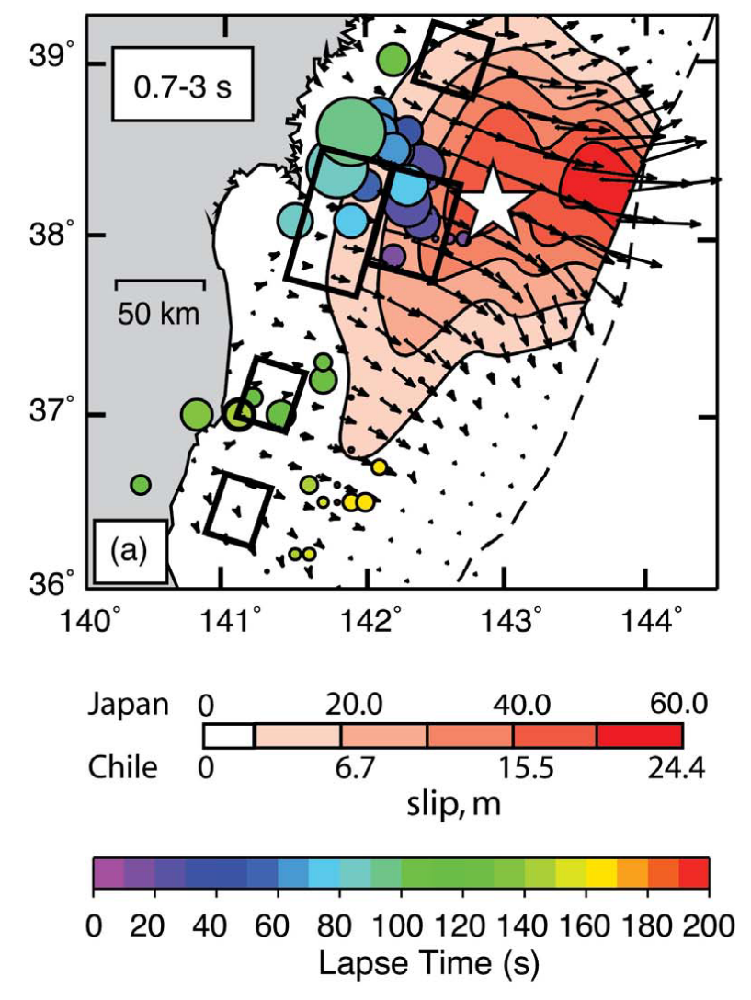 39°
0.7-3 s
38°
50 km
37°
(a)
36°
140° 141° 142° 143° 144°
Japan 0 20.0 40.0 60.0
Chile 0 6.7 15.5 24.4
slip, m
0 20 40 60 80 100 120 140 160 180 200
Lapse Time (s)